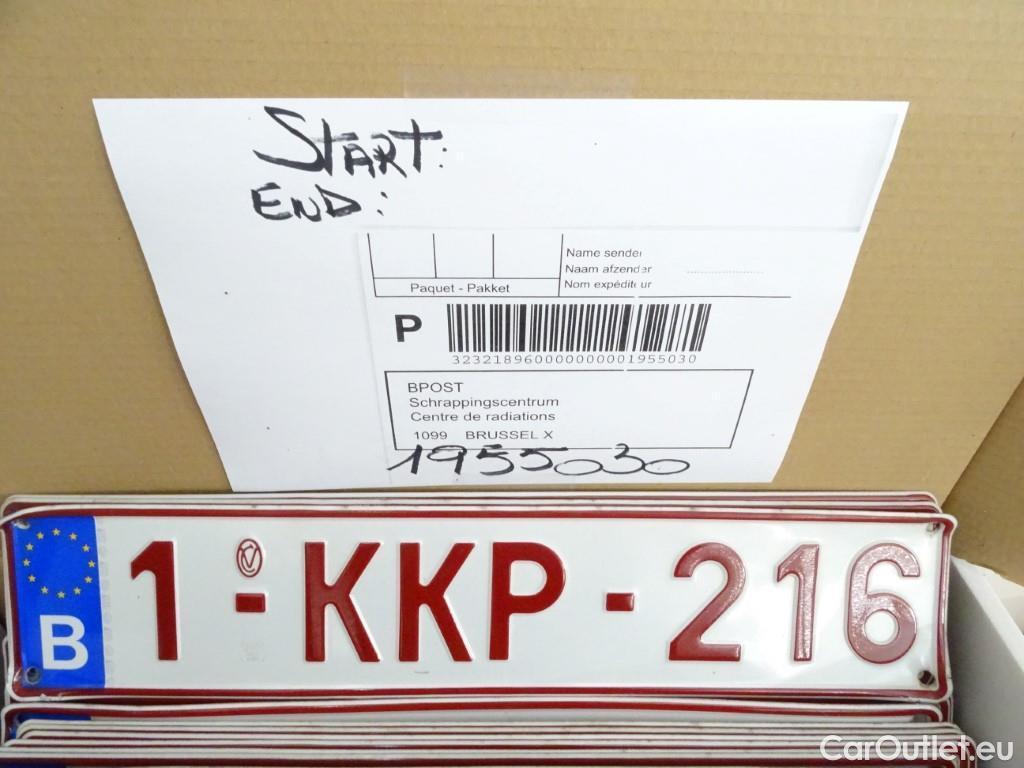 START:
END:
Name sender
Naam afzender
Nom expéditeur
Paquet - Pakket
P
323218960000000001955030
BPOST
Schrappingscentrum
Centre de radiations
1099 BRUSSEL X
1955030
B 1-KKP-216
CarOutlet.eu